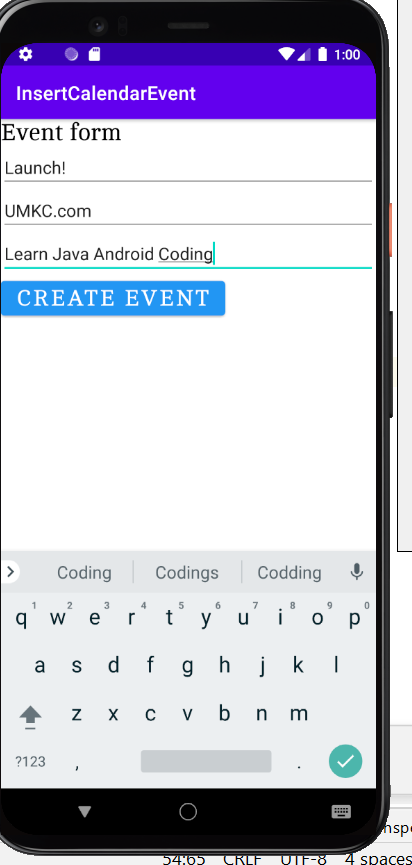 1:00
InsertCalendarEvent
Event form
Launch!
UMKC.com
Learn Java Android Coding
CREATE EVENT
Coding Codings Codding
1 2 3 4 5 6 7 8 9 0
q w e r t y u i o p
a s d f g h j k l
z x c v b n m
?123 , .
54:65 CRLF UTF-8 4 spaces